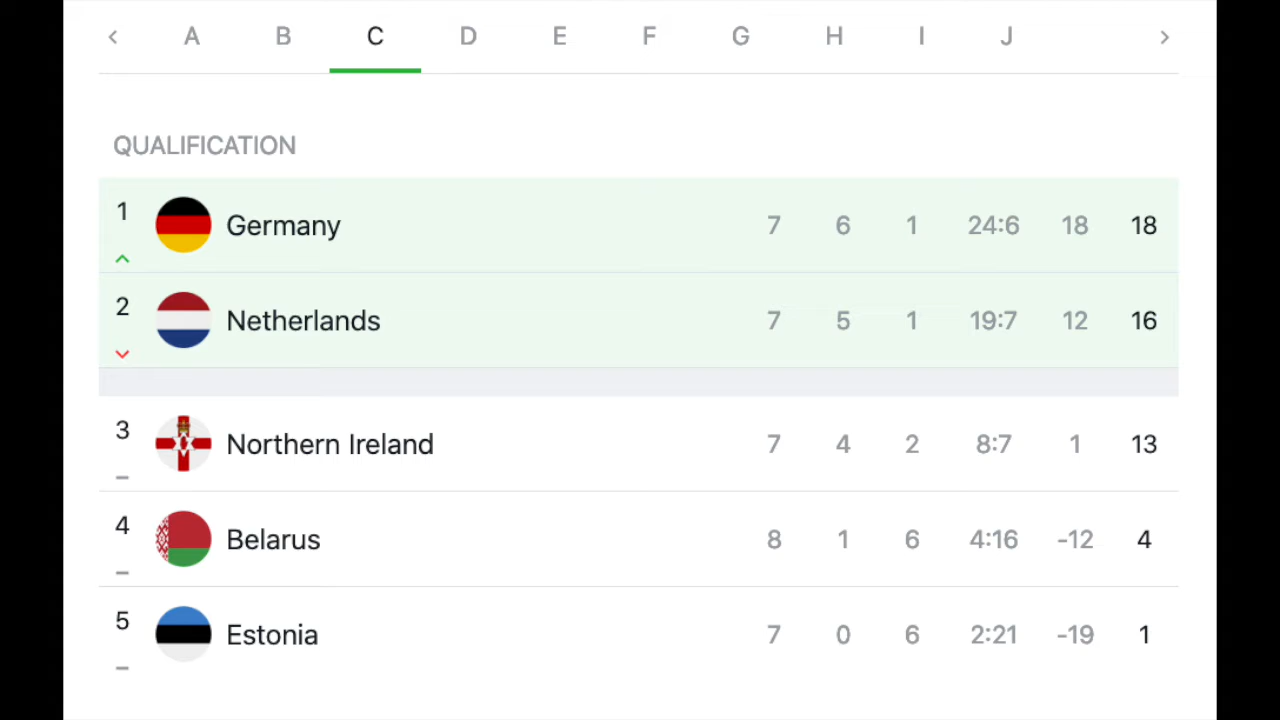 A B C D E F G H I J
QUALIFICATION
1 Germany 7 6 1 24:6 18 18
2 Netherlands 7 5 1 19:7 12 16
3 Northern Ireland 7 4 2 8:7 1 13
4 Belarus 8 1 6 4:16 -12 4
5 Estonia 7 0 6 2:21 -19 1